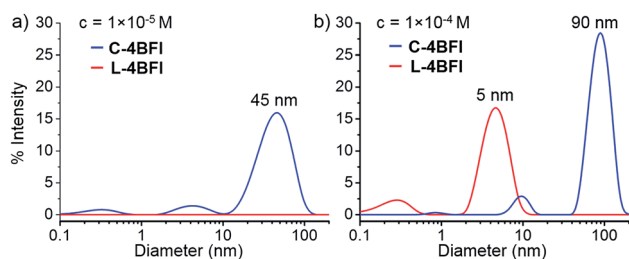 a)
c = 1×10⁻⁵ M
C-4BFI
L-4BFI
45 nm
% Intensity
30
25
20
15
10
5
0
0.1
1
10
100
Diameter (nm)
b)
c = 1×10⁻⁴ M
90 nm
C-4BFI
L-4BFI
5 nm
30
25
20
15
10
5
0
0.1
1
10
100
Diameter (nm)